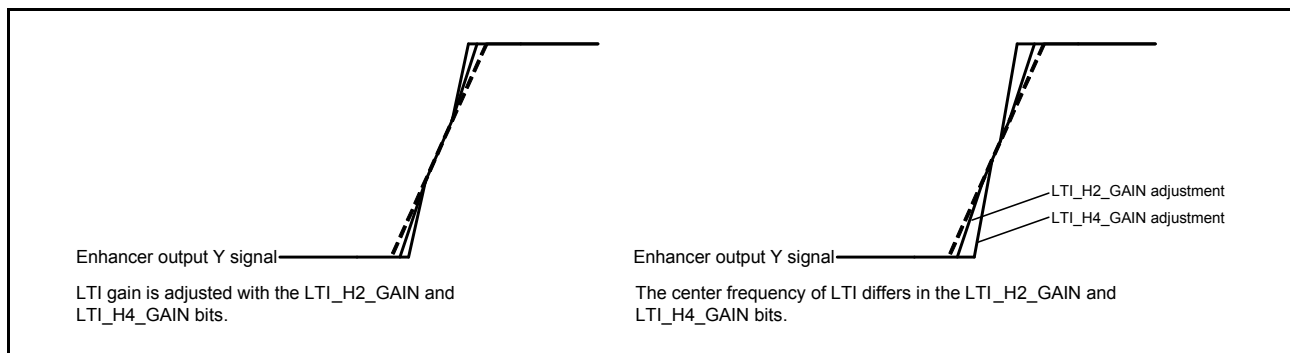 Enhancer output Y signal
LTI gain is adjusted with the LTI_H2_GAIN and
LTI_H4_GAIN bits.
LTI_H2_GAIN adjustment
LTI_H4_GAIN adjustment
Enhancer output Y signal
The center frequency of LTI differs in the LTI_H2_GAIN and
LTI_H4_GAIN bits.